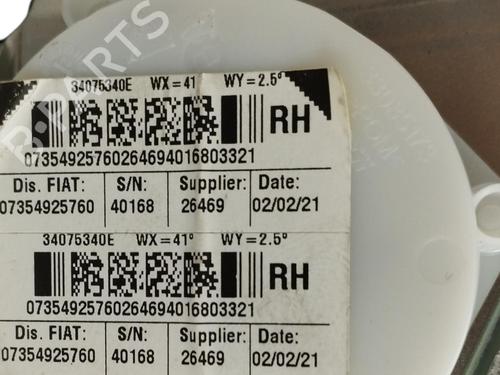 B-PARTS
34075340E WX=41 WY=2.5°
RH
07354925760264694016803321
Dis. FIAT: S/N: Supplier: Date:
07354925760 40168 26469 02/02/21
34075340E WX=41° WY=2.5°
RH
07354925760264694016803321
Dis. FIAT: S/N: Supplier: Date:
07354925760 40168 26469 02/02/21